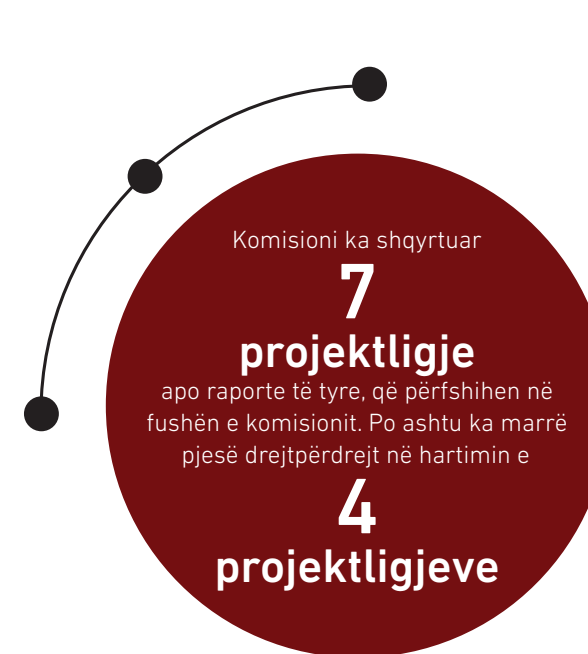 Komisioni ka shqyrtuar
7
projektligje
apo raporte të tyre, që përfshihen në
fushën e komisionit. Po ashtu ka marrë
pjesë drejtpërdrejt në hartimin e
4
projektligjeve